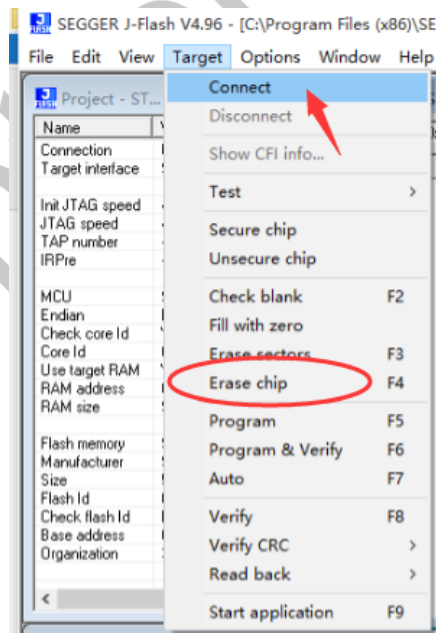 SEGGER J-Flash V4.96 - [C:\Program Files (x86)\SE
File Edit View Target Options Window Help
Project - ST...
Name
Connection
Target interface
Init JTAG speed
JTAG speed
TAP number
IRPre
MCU
Endian
Check core Id
Core Id
Use target RAM
RAM address
RAM size
Flash memory
Manufacturer
Size
Flash Id
Check flash Id
Base address
Organization
Connect
Disconnect
Show CFI info...
Test >
Secure chip
Unsecure chip
Check blank F2
Fill with zero
Erase sectors F3
Erase chip F4
Program F5
Program & Verify F6
Auto F7
Verify F8
Verify CRC >
Read back >
Start application F9